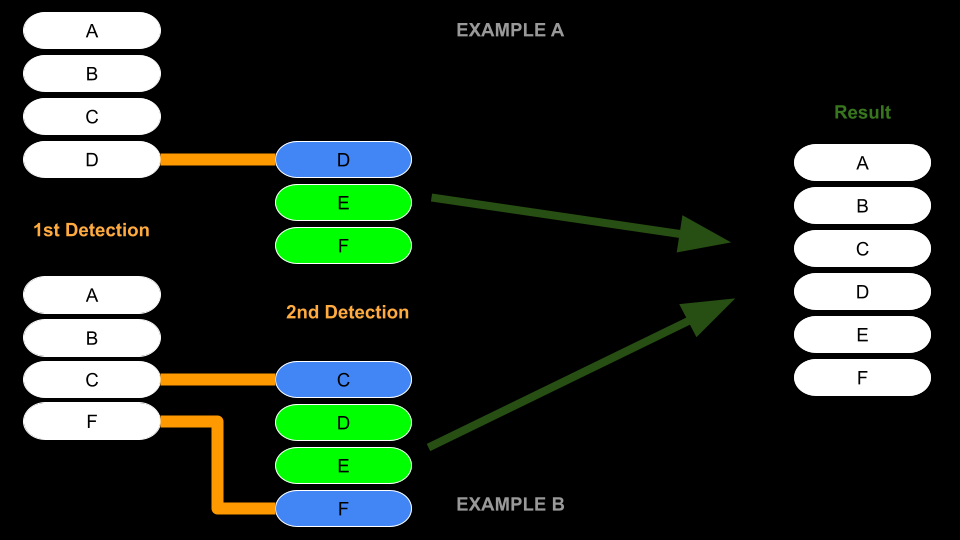 EXAMPLE A
A
B
C
D
D
E
F
1st Detection
A
B
C
F
2nd Detection
C
D
E
F
EXAMPLE B
Result
A
B
C
D
E
F